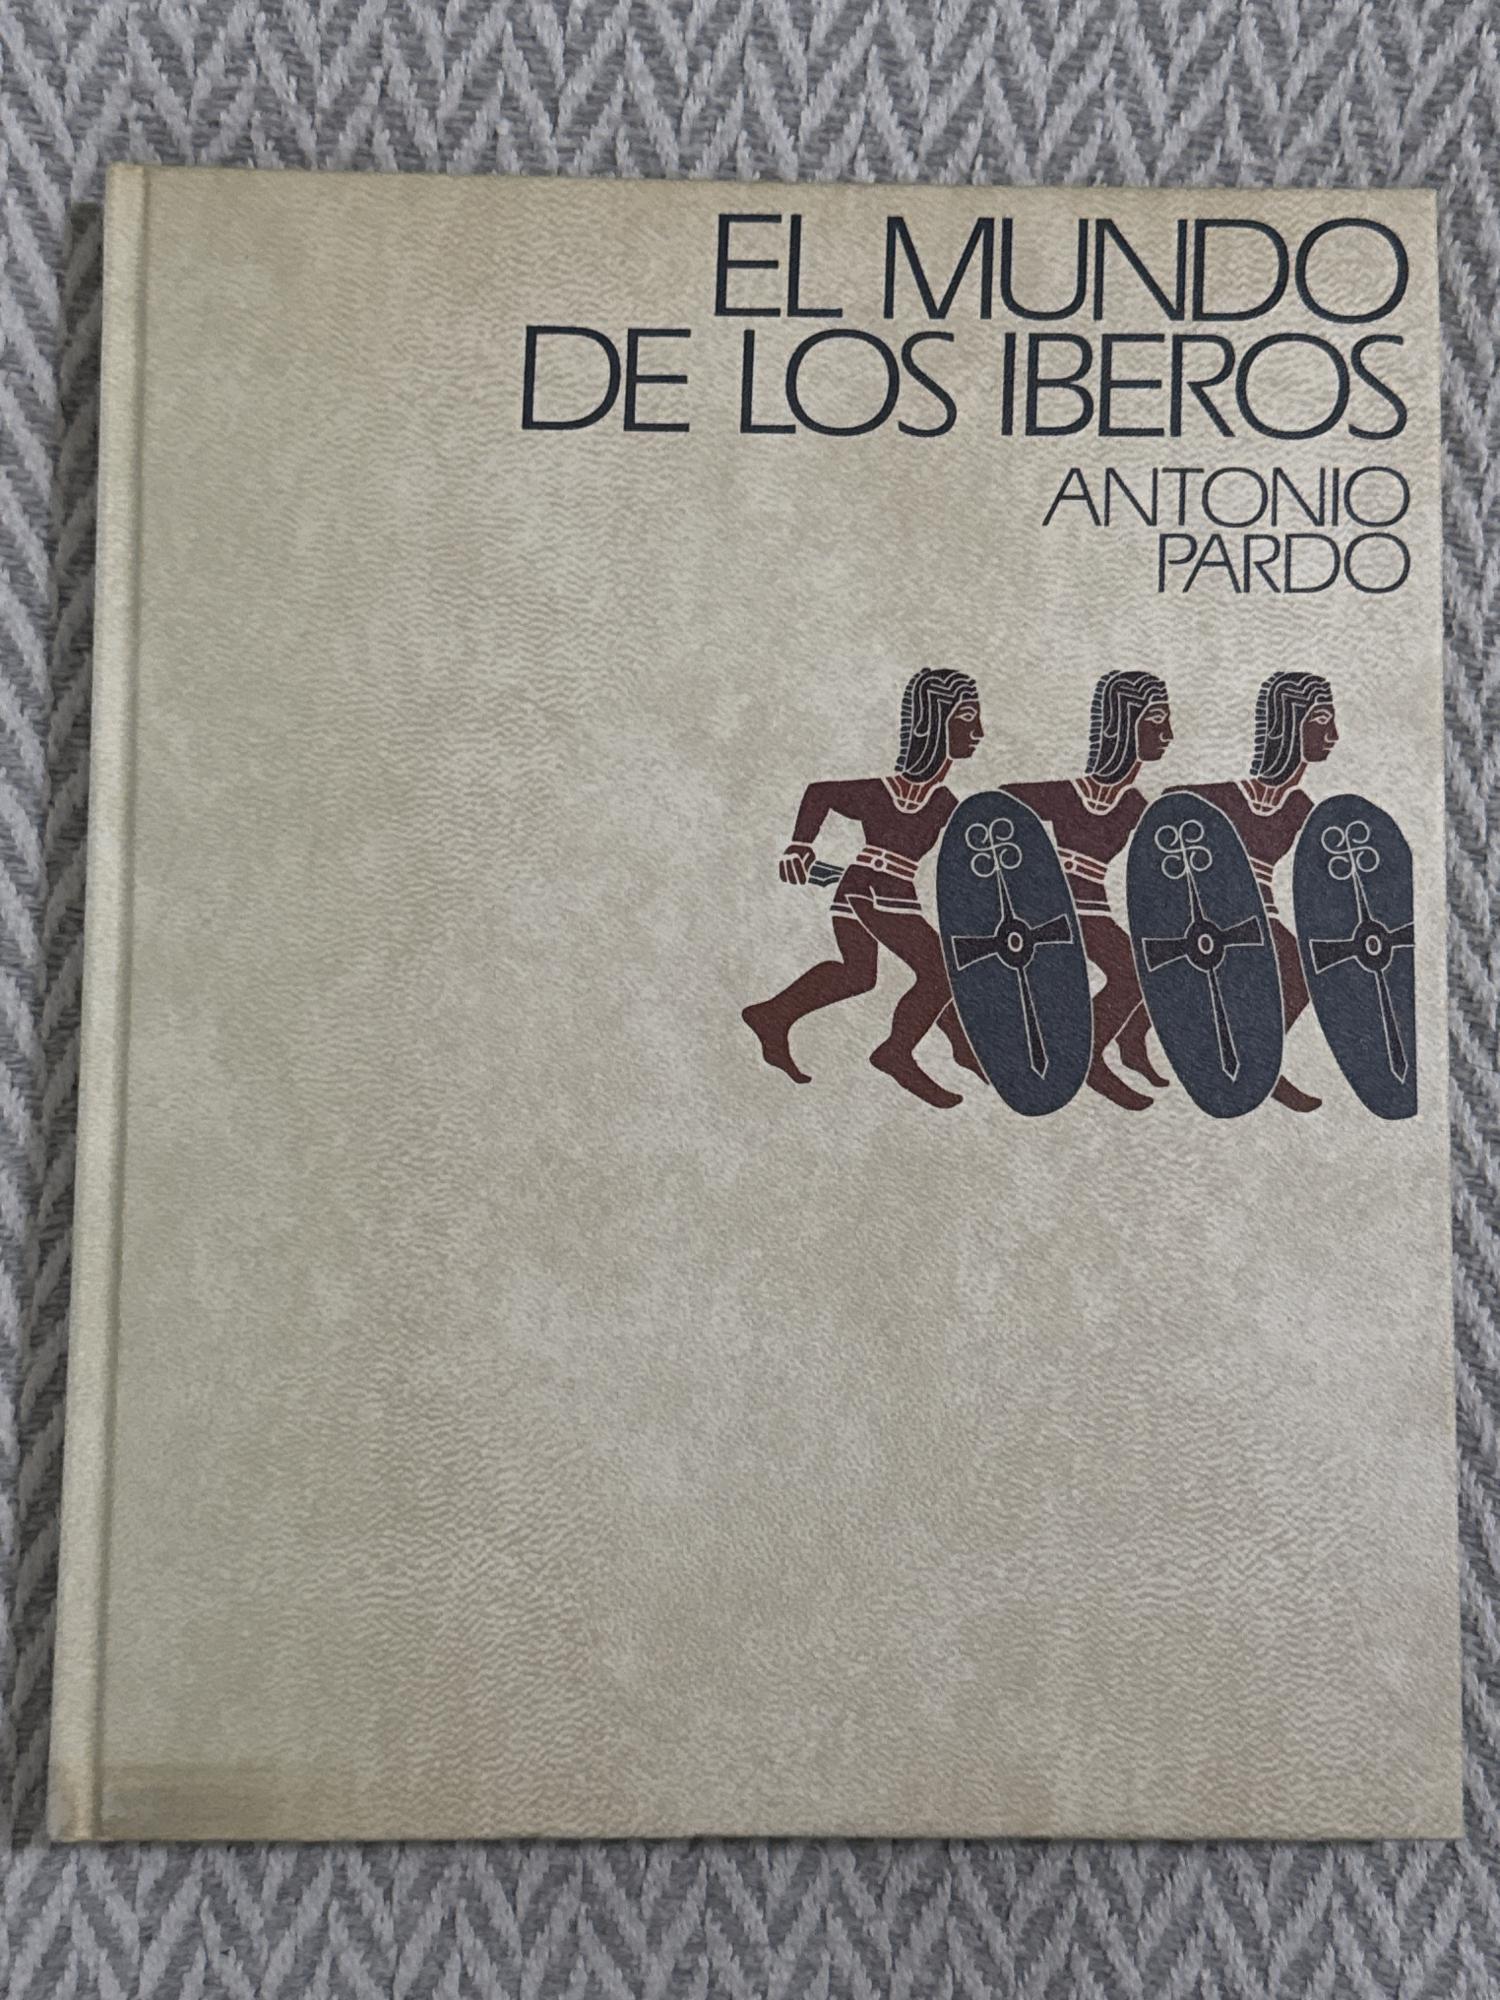 EL MUNDO
DE LOS IBEROS
ANTONIO
PARDO